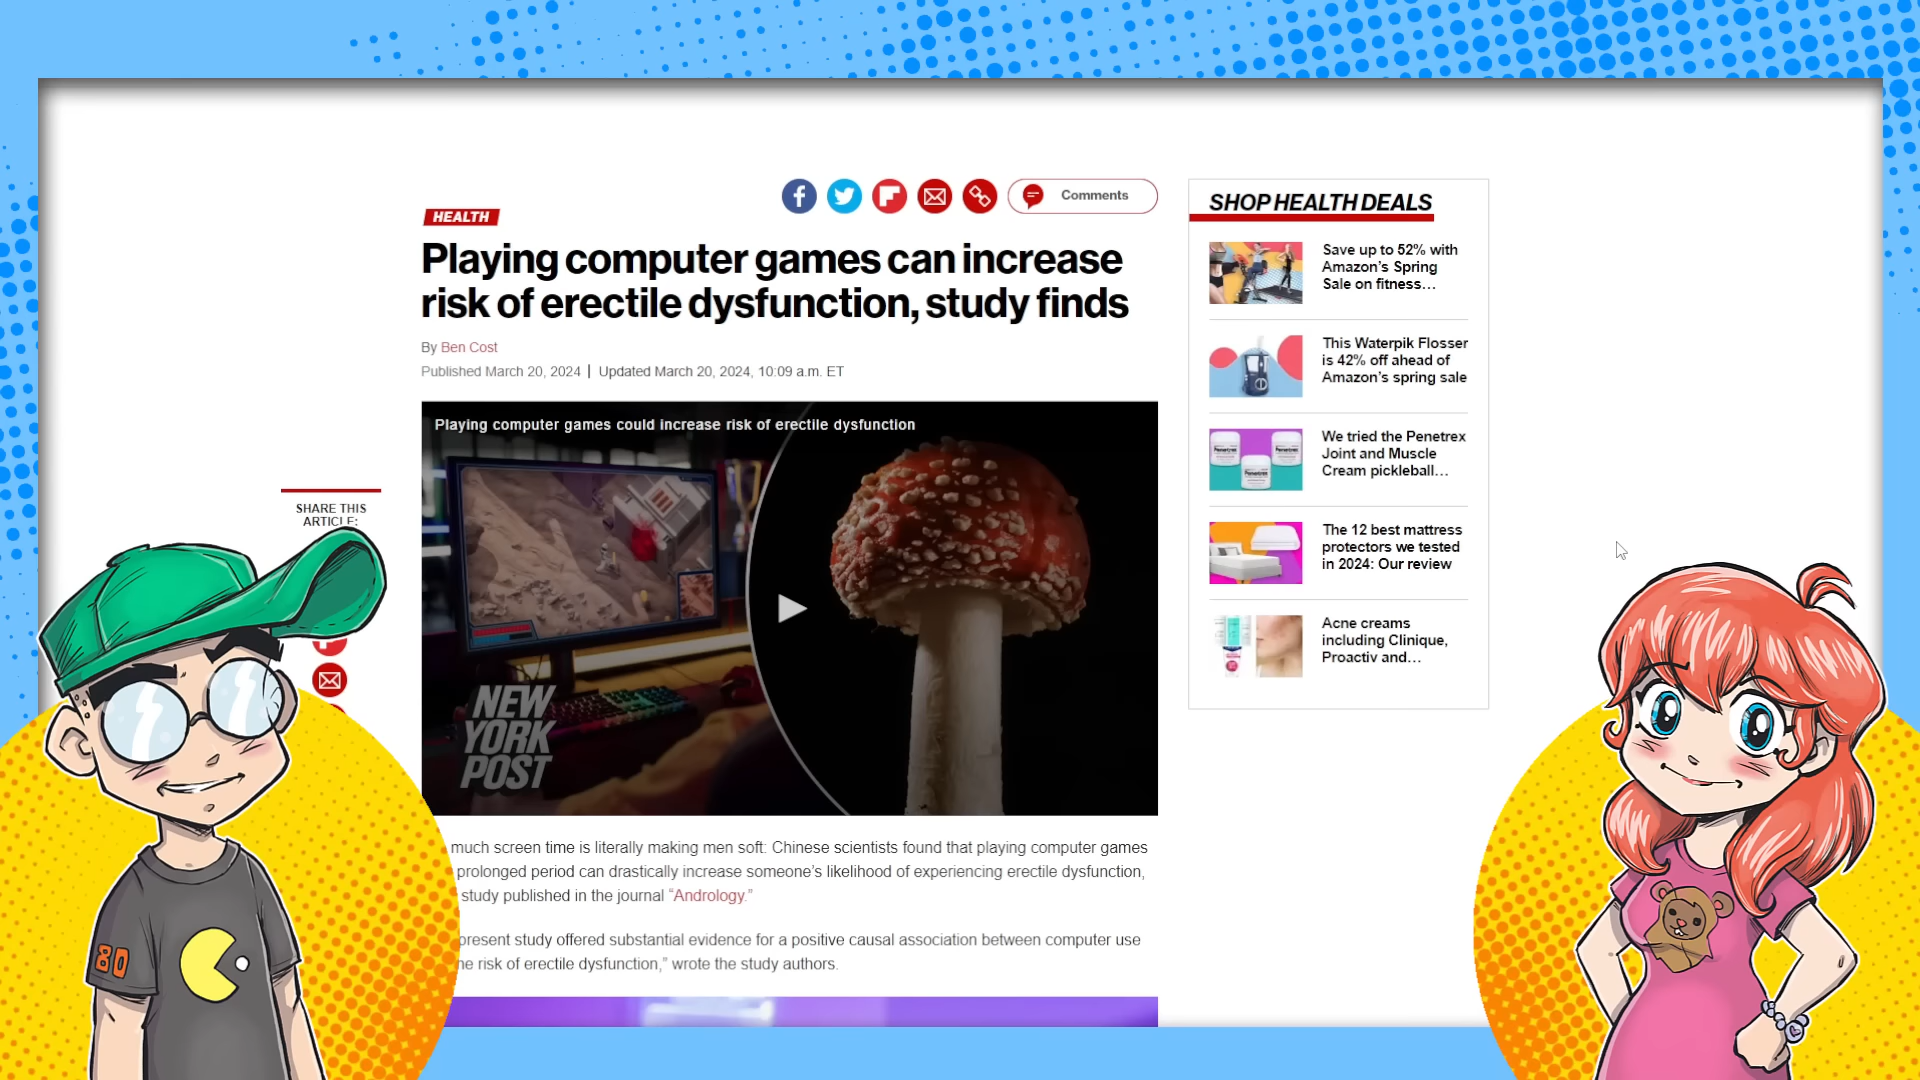 Comments
HEALTH
Playing computer games can increase
risk of erectile dysfunction, study finds
By Ben Cost
Published March 20, 2024 | Updated March 20, 2024, 10:09 a.m. ET
Playing computer games could increase risk of erectile dysfunction
NEW
YORK
POST
SHARE THIS
ARTICLE:
much screen time is literally making men soft: Chinese scientists found that playing computer games
prolonged period can drastically increase someone's likelihood of experiencing erectile dysfunction,
study published in the journal “Andrology.”
present study offered substantial evidence for a positive causal association between computer use
risk of erectile dysfunction,” wrote the study authors.
SHOP HEALTH DEALS
Save up to 52% with
Amazon's Spring
Sale on fitness...
This Waterpik Flosser
is 42% off ahead of
Amazon's spring sale
We tried the Penetrex
Joint and Muscle
Cream pickleball...
Penetrex
Penetrex
Penetrex
The 12 best mattress
protectors we tested
in 2024: Our review
Acne creams
including Clinique,
Proactiv and...
80